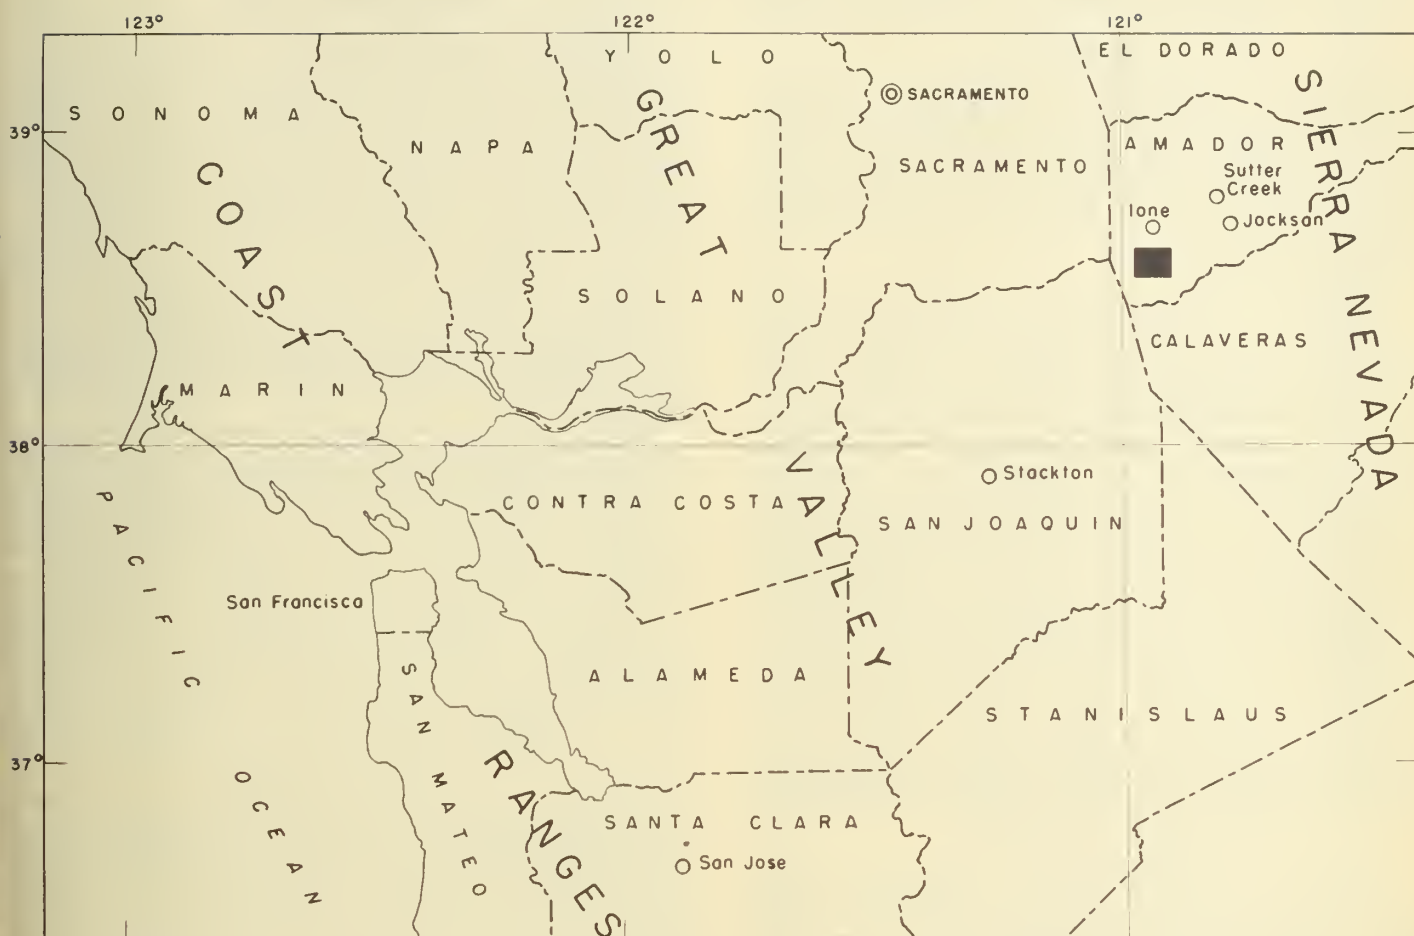 123° 122° 121°
EL DORADO
YOLO
SIERRA NEVADA
SACRAMENTO
SONOMA
GREAT
39°
NAPA
AMADOR
COAST
SACRAMENTO
Sutter
Creek
Ione
Jackson
SOLANO
CALAVERAS
MARIN
38°
VALLEY
Stockton
CONTRA COSTA
PACIFIC
SAN JOAQUIN
San Francisco
SAN MATEO
ALAMEDA
STANISLAUS
37°
RANGES
OCEAN
SANTA CLARA
San Jose